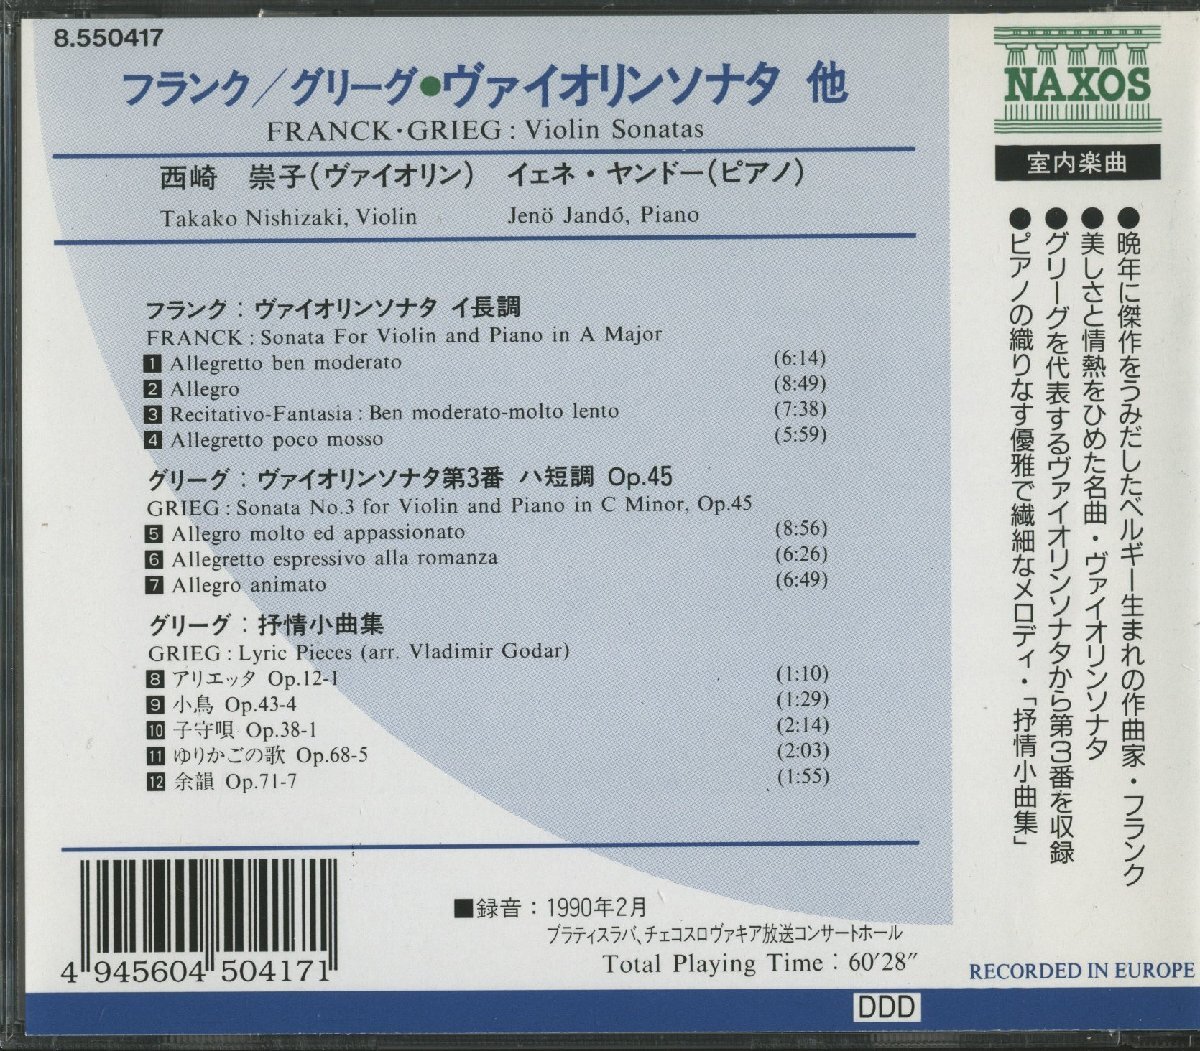 8.550417
フランク／グリーグ●ヴァイオリンソナタ 他
FRANCK・GRIEG : Violin Sonatas
西崎　崇子(ヴァイオリン)　イェネ・ヤンドー(ピアノ)
Takako Nishizaki, Violin　Jenö Jandó, Piano
フランク : ヴァイオリンソナタ イ長調
FRANCK : Sonata For Violin and Piano in A Major
1 Allegretto ben moderato (6:14)
2 Allegro (8:49)
3 Recitativo-Fantasia : Ben moderato-molto lento (7:38)
4 Allegretto poco mosso (5:59)
グリーグ : ヴァイオリンソナタ第3番 ハ短調 Op.45
GRIEG : Sonata No.3 for Violin and Piano in C Minor, Op.45
5 Allegro molto ed appassionato (8:56)
6 Allegretto espressivo alla romanza (6:26)
7 Allegro animato (6:49)
グリーグ : 抒情小曲集
GRIEG : Lyric Pieces (arr. Vladimir Godar)
8 アリエッタ Op.12-1 (1:10)
9 小鳥 Op.43-4 (1:29)
10 子守唄 Op.38-1 (2:14)
11 ゆりかごの歌 Op.68-5 (2:03)
12 余韻 Op.71-7 (1:55)
4 945604 504171
■録音 : 1990年2月
ブラティスラバ、チェコスロヴァキア放送コンサートホール
Total Playing Time : 60'28"
DDD
NAXOS
室内楽曲
●晩年に傑作をうみだしたベルギー生まれの作曲家・フランク
●美しさと情熱をひめた名曲・ヴァイオリンソナタ
●グリーグを代表するヴァイオリンソナタから第3番を収録
●ピアノの織りなす優雅で繊細なメロディ・「抒情小曲集」
RECORDED IN EUROPE